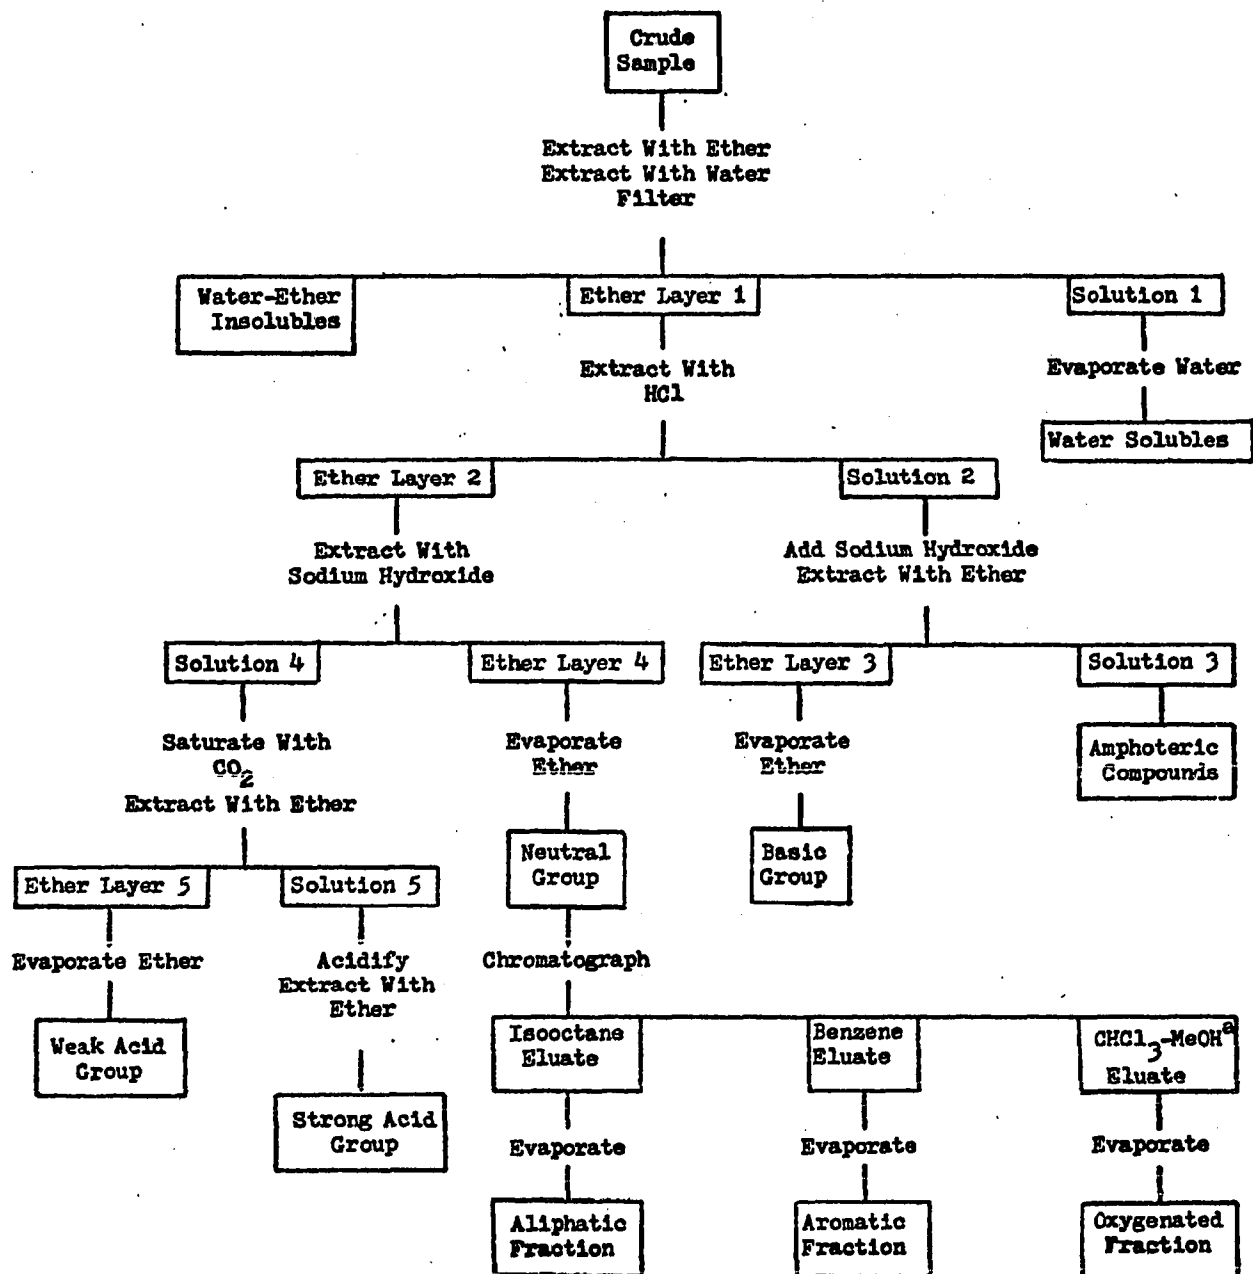 Crude
Sample
Extract With Ether
Extract With Water
Filter
Water-Ether
Insolubles
Ether Layer 1
Solution 1
Extract With
HCl
Evaporate Water
Water Solubles
Ether Layer 2
Solution 2
Extract With
Sodium Hydroxide
Add Sodium Hydroxide
Extract With Ether
Solution 4
Ether Layer 4
Ether Layer 3
Solution 3
Saturate With
CO2
Extract With Ether
Evaporate
Ether
Evaporate
Ether
Amphoteric
Compounds
Neutral
Group
Basic
Group
Ether Layer 5
Solution 5
Evaporate Ether
Acidify
Extract With
Ether
Chromatograph
Weak Acid
Group
Strong Acid
Group
Isooctane
Eluate
Benzene
Eluate
CHCl3-MeOH a
Eluate
Evaporate
Evaporate
Evaporate
Aliphatic
Fraction
Aromatic
Fraction
Oxygenated
Fraction